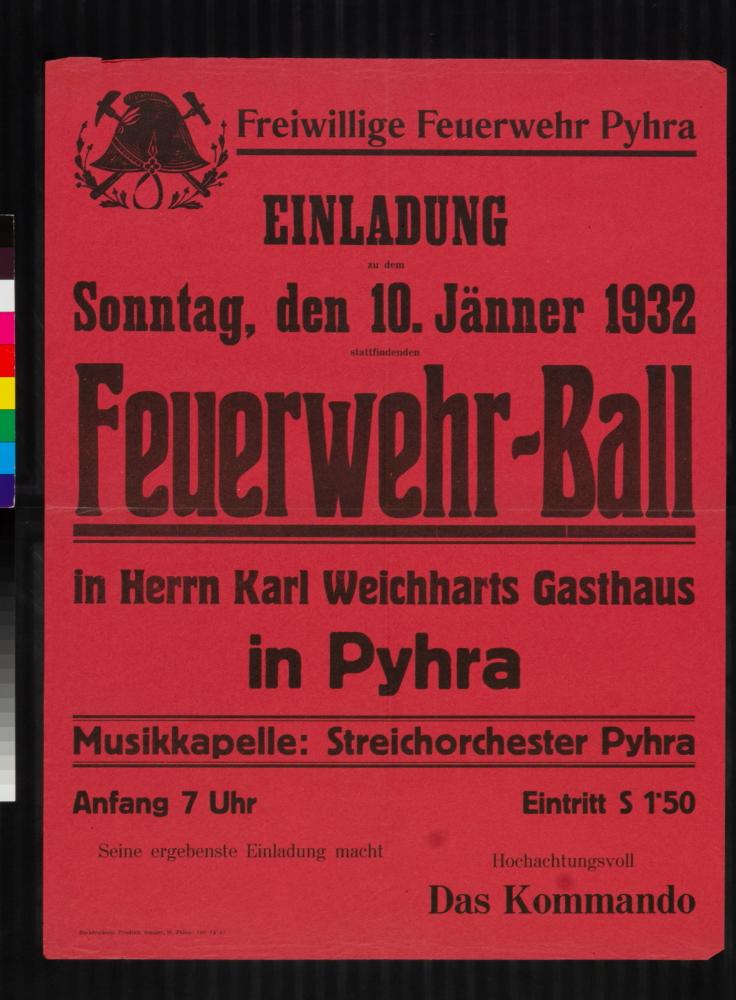 Freiwillige Feuerwehr Pyhra
EINLADUNG
zu dem
Sonntag, den 10. Jänner 1932
stattfindenden
Feuerwehr-Ball
in Herrn Karl Weichharts Gasthaus
in Pyhra
Musikkapelle: Streichorchester Pyhra
Anfang 7 Uhr
Eintritt S 1·50
Seine ergebenste Einladung macht
Hochachtungsvoll
Das Kommando